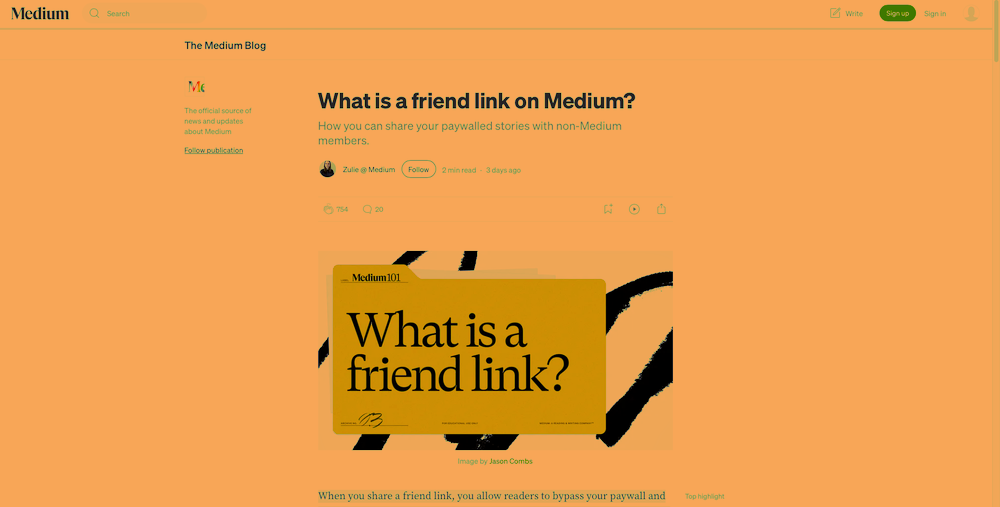 Medium
Search
Write
Sign up
Sign in
The Medium Blog
Me
The official source of
news and updates
about Medium
Follow publication
What is a friend link on Medium?
How you can share your paywalled stories with non-Medium
members.
Zulie @ Medium
Follow
2 min read · 3 days ago
754
20
Medium101
What is a
friend link?
Image by Jason Combs
When you share a friend link, you allow readers to bypass your paywall and
Top highlight